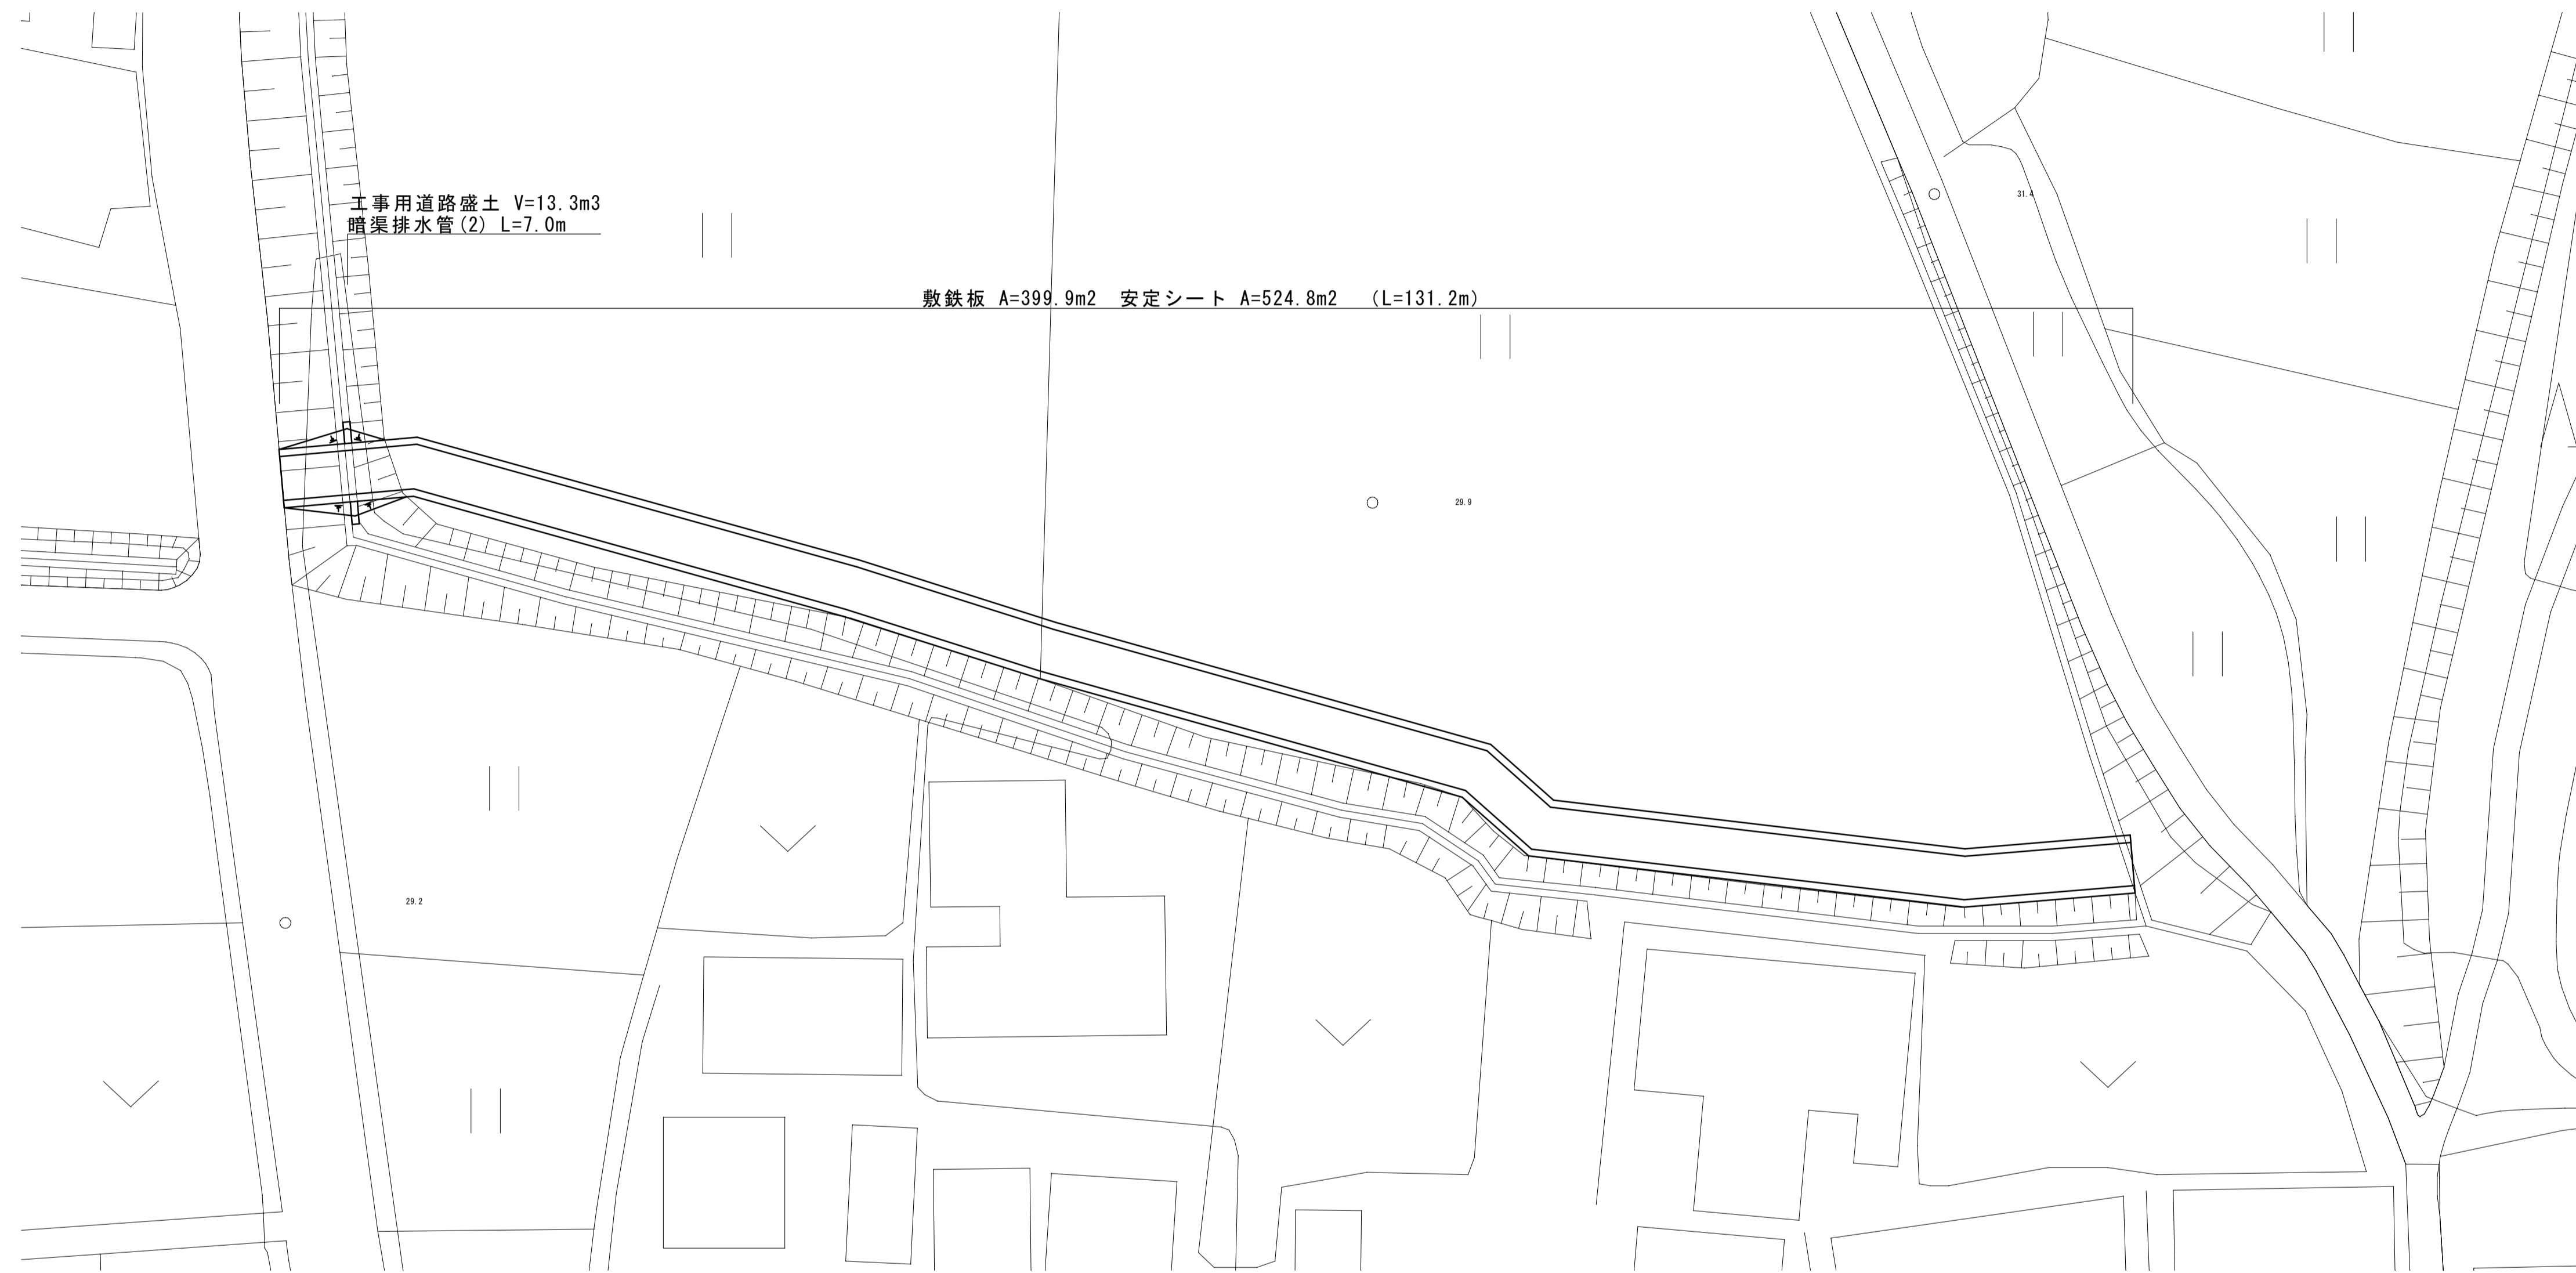 工事用道路盛土 V=13.3m3
暗渠排水管(2) L=7.0m
敷鉄板 A=399.9m2 安定シート A=524.8m2 (L=131.2m)
31.4
29.9
29.2